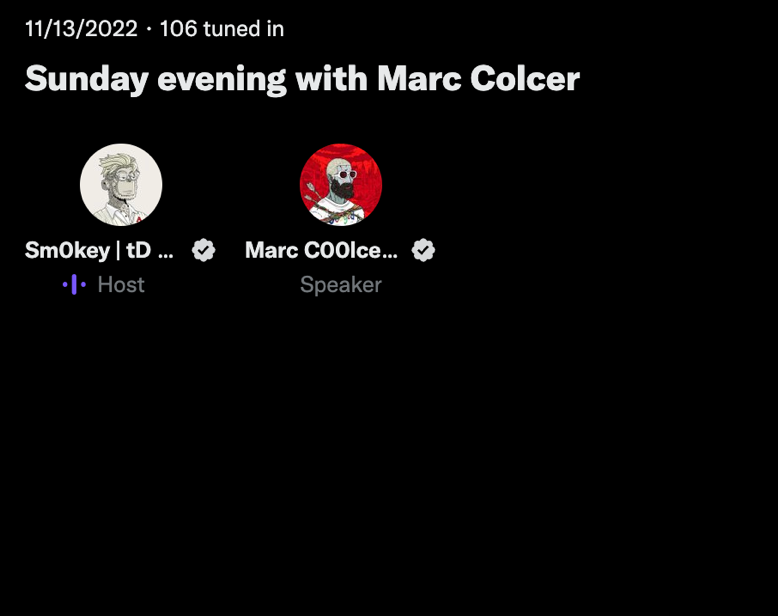 11/13/2022 · 106 tuned in
Sunday evening with Marc Colcer
Sm0key | tD ...
Marc C00lce...
Host
Speaker